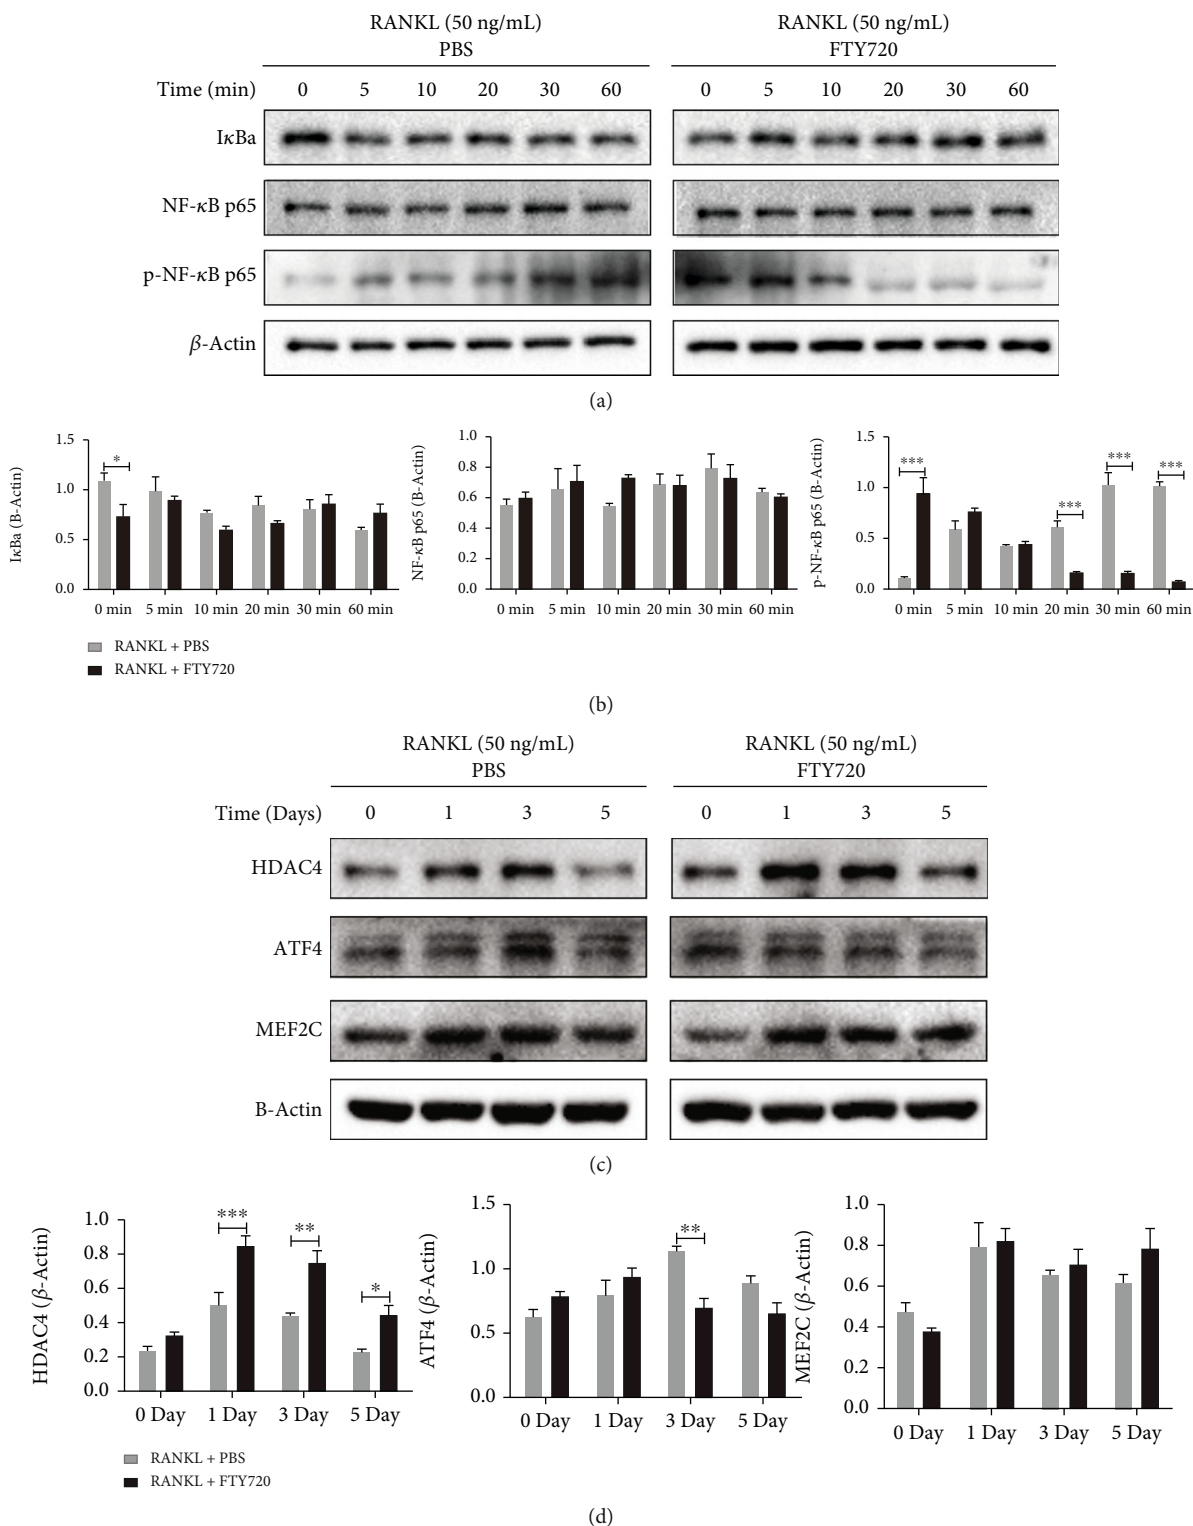 RANKL (50 ng/mL) RANKL (50 ng/mL)
PBS FTY720
Time (min) 0 5 10 20 30 60 0 5 10 20 30 60
IκBa
NF-κB p65
p-NF-κB p65
β-Actin
(a)
IκBa (B-Actin)
1.5
1.0
0.5
0.0
*
0 min 5 min 10 min 20 min 30 min 60 min
NF-κB p65 (B-Actin)
1.0
0.8
0.6
0.4
0.2
0.0
0 min 5 min 10 min 20 min 30 min 60 min
p-NF-κB p65 (B-Actin)
1.5
1.0
0.5
0.0
*** *** *** ***
0 min 5 min 10 min 20 min 30 min 60 min
RANKL + PBS
RANKL + FTY720
(b)
RANKL (50 ng/mL) RANKL (50 ng/mL)
PBS FTY720
Time (Days) 0 1 3 5 0 1 3 5
HDAC4
ATF4
MEF2C
B-Actin
(c)
HDAC4 (β-Actin)
1.0
0.8
0.6
0.4
0.2
0.0
*** ** *
0 Day 1 Day 3 Day 5 Day
ATF4 (β-Actin)
1.5
1.0
0.5
0.0
**
0 Day 1 Day 3 Day 5 Day
MEF2C (β-Actin)
1.0
0.8
0.6
0.4
0.2
0.0
0 Day 1 Day 3 Day 5 Day
RANKL + PBS
RANKL + FTY720
(d)